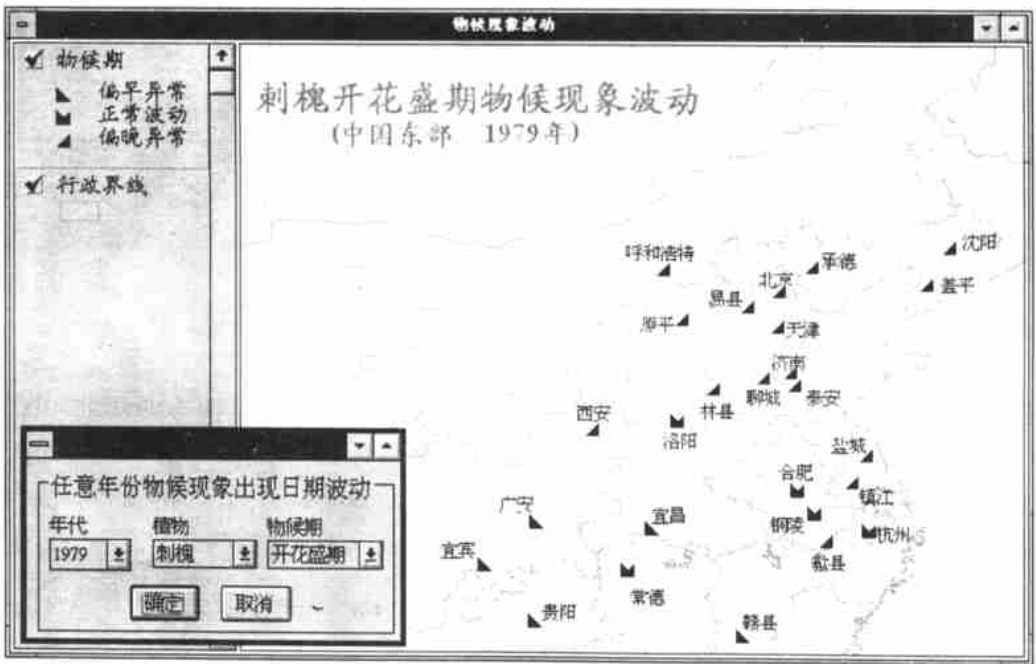 物候现象波动
物候期
偏早异常
正常波动
偏晚异常
行政界线
刺槐开花盛期物候现象波动
(中国东部 1979年)
沈阳
呼和浩特
承德
北京
盖平
易县
原平
天津
济南
聊城
泰安
林县
西安
洛阳
盐城
合肥
镇江
广安
宜昌
铜陵
杭州
宜宾
歙县
常德
贵阳
赣县
任意年份物候现象出现日期波动
年代 植物 物候期
1979 刺槐 开花盛期
确定 取消